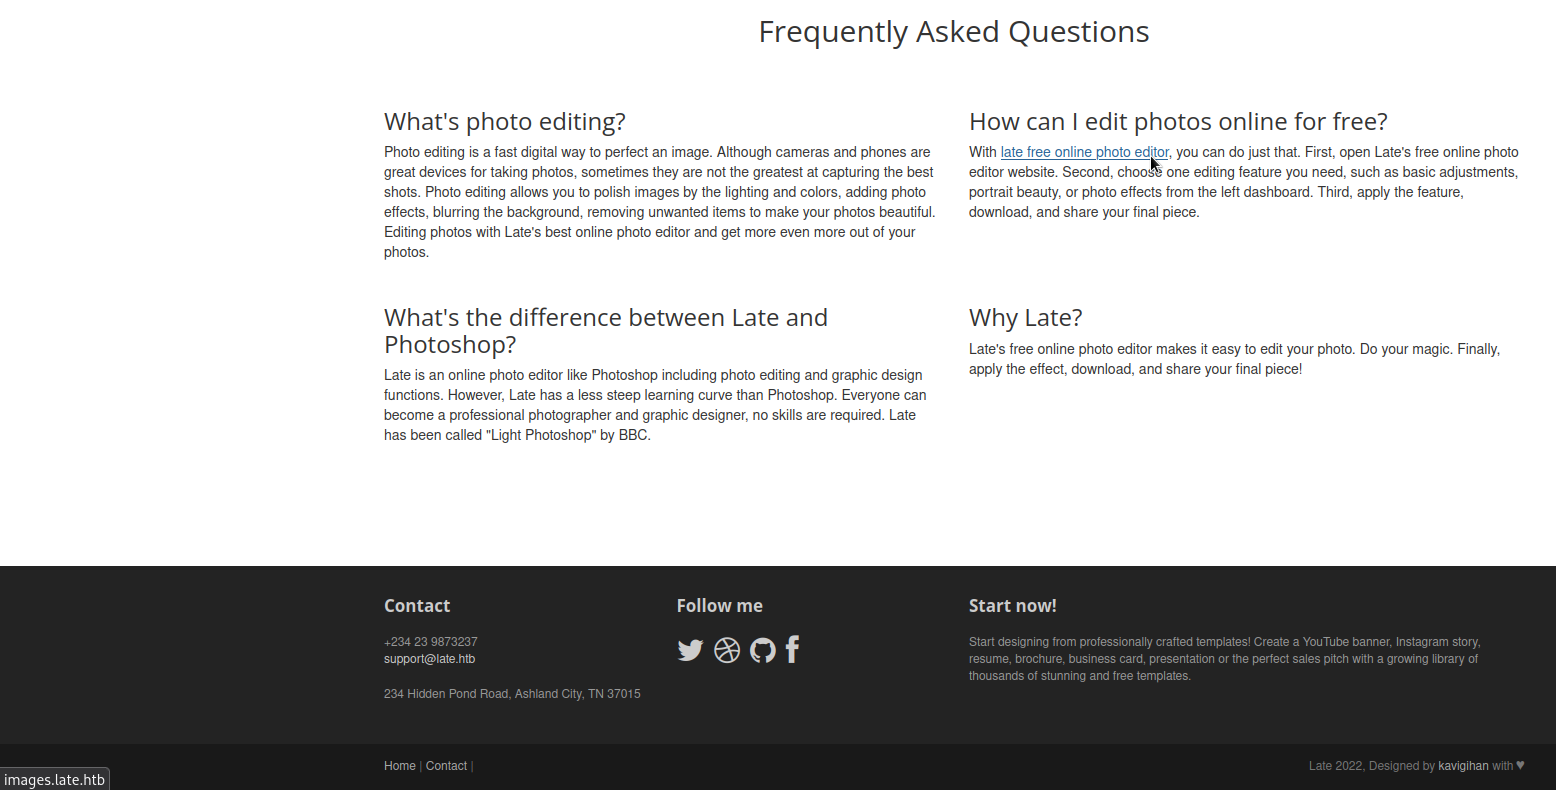 Frequently Asked Questions
What's photo editing?
Photo editing is a fast digital way to perfect an image. Although cameras and phones are
great devices for taking photos, sometimes they are not the greatest at capturing the best
shots. Photo editing allows you to polish images by the lighting and colors, adding photo
effects, blurring the background, removing unwanted items to make your photos beautiful.
Editing photos with Late's best online photo editor and get more even more out of your
photos.
How can I edit photos online for free?
With late free online photo editor, you can do just that. First, open Late's free online photo
editor website. Second, choose one editing feature you need, such as basic adjustments,
portrait beauty, or photo effects from the left dashboard. Third, apply the feature,
download, and share your final piece.
What's the difference between Late and
Photoshop?
Late is an online photo editor like Photoshop including photo editing and graphic design
functions. However, Late has a less steep learning curve than Photoshop. Everyone can
become a professional photographer and graphic designer, no skills are required. Late
has been called "Light Photoshop" by BBC.
Why Late?
Late's free online photo editor makes it easy to edit your photo. Do your magic. Finally,
apply the effect, download, and share your final piece!
Contact
+234 23 9873237
support@late.htb
234 Hidden Pond Road, Ashland City, TN 37015
Follow me
Start now!
Start designing from professionally crafted templates! Create a YouTube banner, Instagram story,
resume, brochure, business card, presentation or the perfect sales pitch with a growing library of
thousands of stunning and free templates.
Home | Contact |
Late 2022, Designed by kavigihan with ♥
images.late.htb